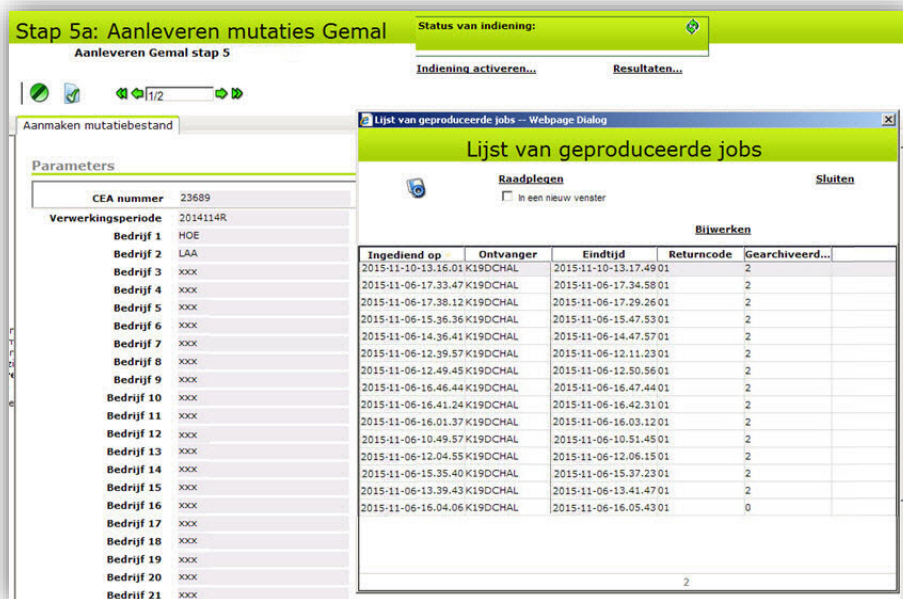 Stap 5a: Aanleveren mutaties Gemal
Status van indiening:
Aanleveren Gemal stap 5
Indiening activeren...
Resultaten...
1/2
Aanmaken mutatiebestand
Parameters
CEA nummer 23689
Verwerkingsperiode 2014114R
Bedrijf 1 HOE
Bedrijf 2 LAA
Bedrijf 3 xxx
Bedrijf 4 xxx
Bedrijf 5 xxx
Bedrijf 6 xxx
Bedrijf 7 xxx
Bedrijf 8 xxx
Bedrijf 9 xxx
Bedrijf 10 xxx
Bedrijf 11 xxx
Bedrijf 12 xxx
Bedrijf 13 xxx
Bedrijf 14 xxx
Bedrijf 15 xxx
Bedrijf 16 xxx
Bedrijf 17 xxx
Bedrijf 18 xxx
Bedrijf 19 xxx
Bedrijf 20 xxx
Bedrijf 21 xxx
Lijst van geproduceerde jobs -- Webpage Dialog
Lijst van geproduceerde jobs
Raadplegen
Sluiten
In een nieuw venster
Bijwerken
Ingediend op Ontvanger Eindtijd Returncode Gearchiveerd...
2015-11-10-13.16.01 K19DCHAL 2015-11-10-13.17.49 01 2
2015-11-06-17.33.47 K19DCHAL 2015-11-06-17.34.58 01 2
2015-11-06-17.38.12 K19DCHAL 2015-11-06-17.29.26 01 2
2015-11-06-15.36.36 K19DCHAL 2015-11-06-15.47.53 01 2
2015-11-06-14.36.41 K19DCHAL 2015-11-06-14.47.57 01 2
2015-11-06-12.39.57 K19DCHAL 2015-11-06-12.11.23 01 2
2015-11-06-12.49.45 K19DCHAL 2015-11-06-12.50.56 01 2
2015-11-06-16.46.44 K19DCHAL 2015-11-06-16.47.44 01 2
2015-11-06-16.41.24 K19DCHAL 2015-11-06-16.42.31 01 2
2015-11-06-16.01.37 K19DCHAL 2015-11-06-16.03.12 01 2
2015-11-06-10.49.57 K19DCHAL 2015-11-06-10.51.45 01 2
2015-11-06-12.04.55 K19DCHAL 2015-11-06-12.06.15 01 2
2015-11-06-15.35.40 K19DCHAL 2015-11-06-15.37.23 01 2
2015-11-06-13.39.43 K19DCHAL 2015-11-06-13.41.47 01 2
2015-11-06-16.04.06 K19DCHAL 2015-11-06-16.05.43 01 0
2